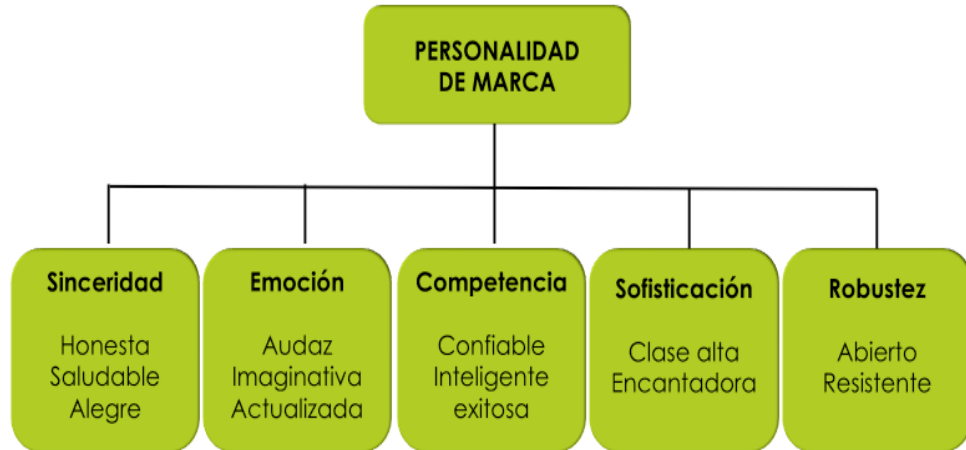 PERSONALIDAD
DE MARCA
Sinceridad
Honesta
Saludable
Alegre
Emoción
Audaz
Imaginativa
Actualizada
Competencia
Confiable
Inteligente
exitosa
Sofisticación
Clase alta
Encantadora
Robustez
Abierto
Resistente